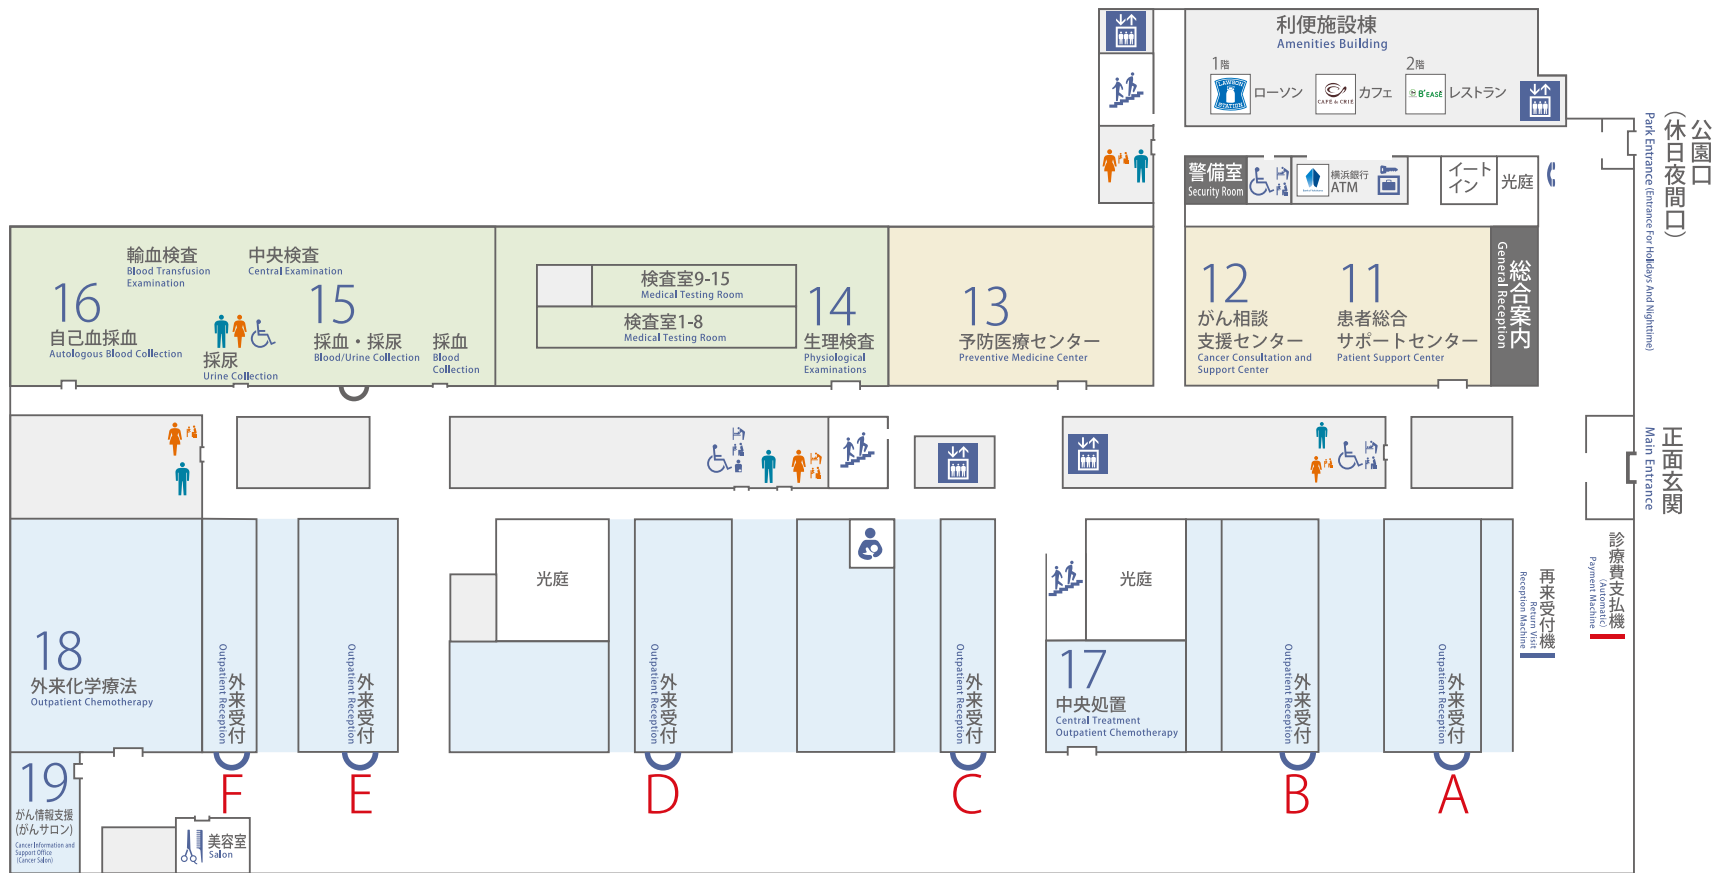 利便施設棟
Amenities Building
1階
LAWSON
STATION
ローソン
CAFÉ de CRIÉ
カフェ
2階
B'EASE
レストラン
公園口
(休日夜間口)
Park Entrance (Entrance For Holidays And Nighttime)
警備室
Security Room
横浜銀行
ATM
イート
イン
光庭
輸血検査
Blood Transfusion
Examination
中央検査
Central Examination
16
自己血採血
Autologous Blood Collection
採尿
Urine Collection
15
採血・採尿
Blood/Urine Collection
採血
Blood
Collection
検査室9-15
Medical Testing Room
検査室1-8
Medical Testing Room
14
生理検査
Physiological
Examinations
13
予防医療センター
Preventive Medicine Center
12
がん相談
支援センター
Cancer Consultation and
Support Center
11
患者総合
サポートセンター
Patient Support Center
総合案内
General Reception
正面玄関
Main Entrance
診療費支払機
(Automatic)
Payment Machine
再来受付機
Return Visit
Reception Machine
18
外来化学療法
Outpatient Chemotherapy
外来受付
Outpatient Reception
F
外来受付
Outpatient Reception
E
光庭
外来受付
Outpatient Reception
D
外来受付
Outpatient Reception
C
光庭
17
中央処置
Central Treatment
Outpatient Chemotherapy
外来受付
Outpatient Reception
B
外来受付
Outpatient Reception
A
19
がん情報支援
(がんサロン)
Cancer Information and
Support Office
(Cancer Salon)
美容室
Salon